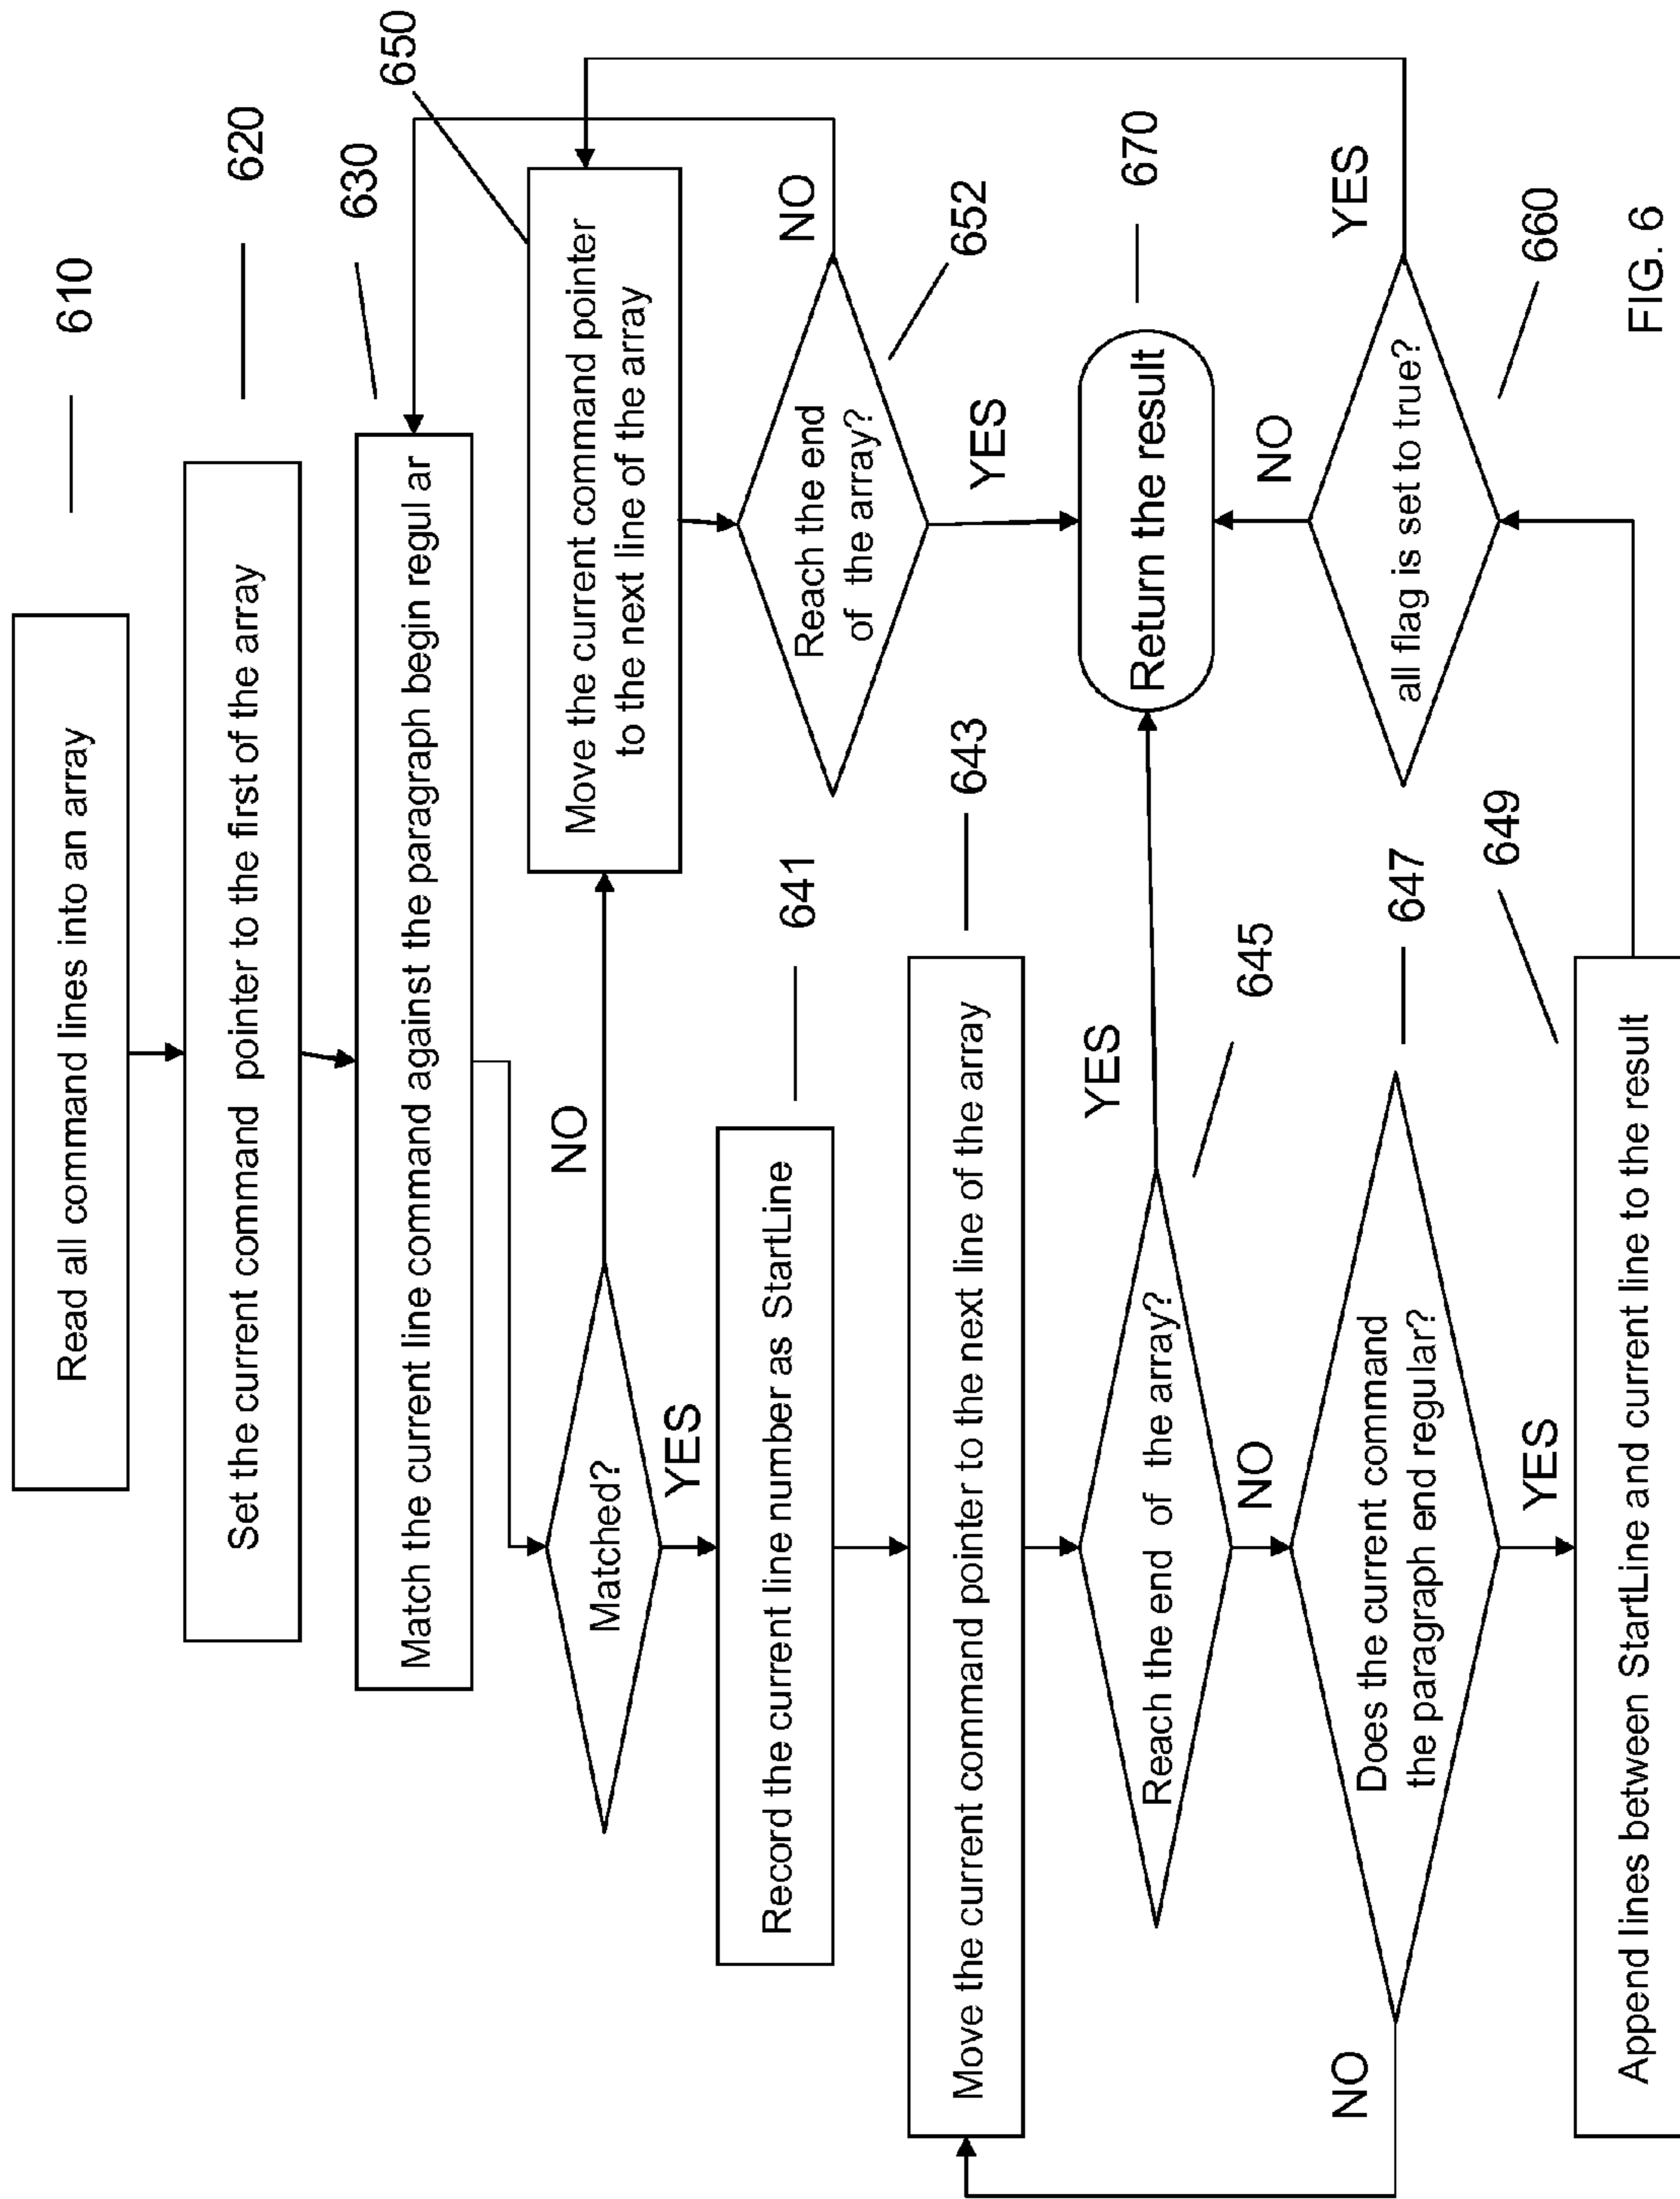 Read all command lines into an array
610
Set the current command pointer to the first of the array
620
Match the current line command against the paragraph begin regul ar
630
650
Matched?
NO
YES
Move the current command pointer
to the next line of the array
Record the current line number as StartLine
641
Reach the end
of the array?
NO
652
YES
Move the current command pointer to the next line of the array
643
Reach the end of the array?
YES
645
NO
Return the result
670
Does the current command
the paragraph end regular?
647
NO
YES
all flag is set to true?
NO
YES
660
Append lines between StartLine and current line to the result
649
FIG. 6